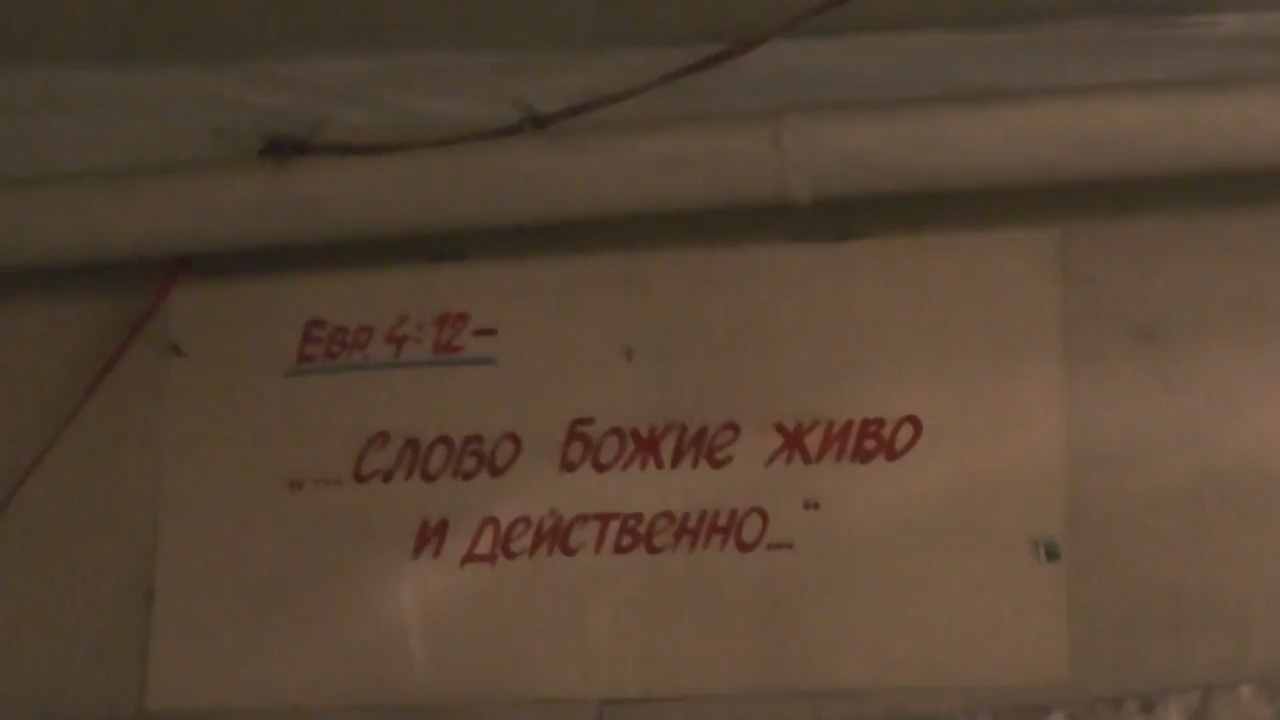 Евр. 4:12-
„...Слово Божие живо
и действенно..."